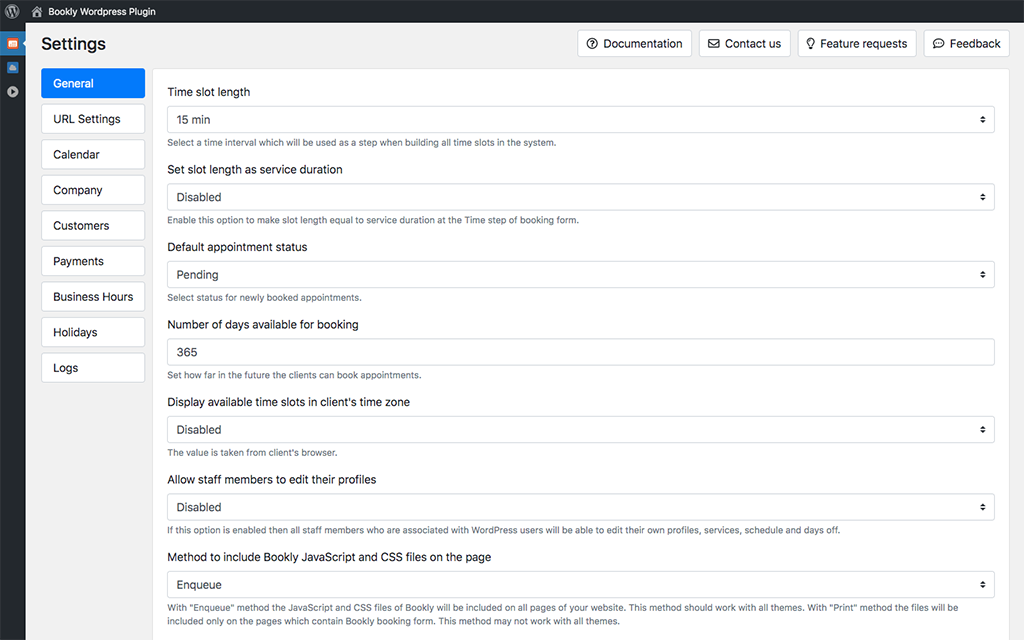 Bookly Wordpress Plugin
Settings
Documentation
Contact us
Feature requests
Feedback
General
URL Settings
Calendar
Company
Customers
Payments
Business Hours
Holidays
Logs
Time slot length
15 min
Select a time interval which will be used as a step when building all time slots in the system.
Set slot length as service duration
Disabled
Enable this option to make slot length equal to service duration at the Time step of booking form.
Default appointment status
Pending
Select status for newly booked appointments.
Number of days available for booking
365
Set how far in the future the clients can book appointments.
Display available time slots in client's time zone
Disabled
The value is taken from client's browser.
Allow staff members to edit their profiles
Disabled
If this option is enabled then all staff members who are associated with WordPress users will be able to edit their own profiles, services, schedule and days off.
Method to include Bookly JavaScript and CSS files on the page
Enqueue
With "Enqueue" method the JavaScript and CSS files of Bookly will be included on all pages of your website. This method should work with all themes. With "Print" method the files will be
included only on the pages which contain Bookly booking form. This method may not work with all themes.